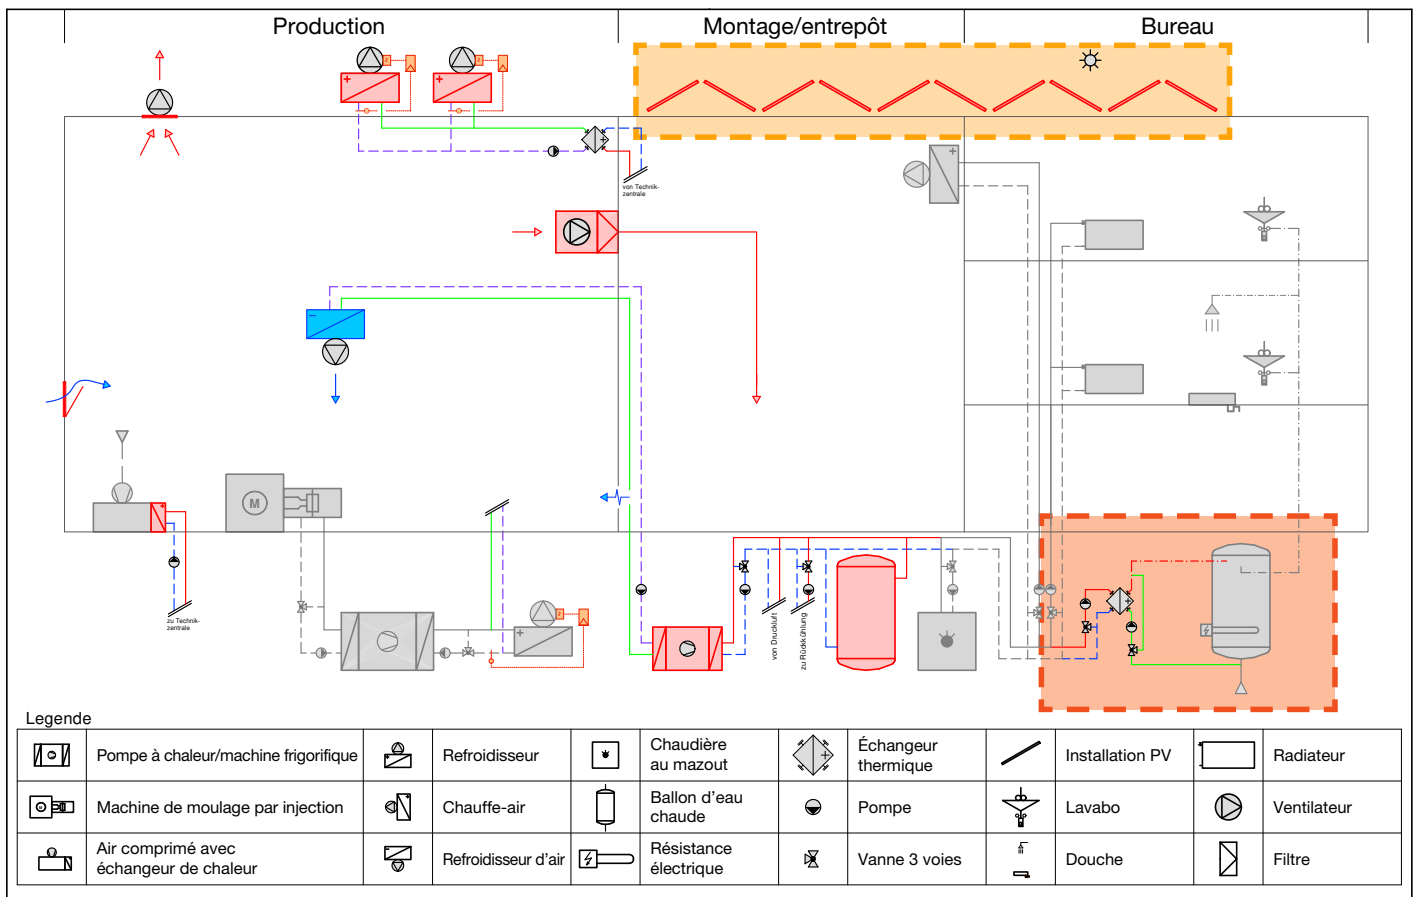 Production
Montage/entrepôt
Bureau
von Technik-
zentrale
M
zu Technik-
zentrale
von Druckluft
zu Rückkühlung
Legende
Pompe à chaleur/machine frigorifique
Refroidisseur
Chaudière
au mazout
Échangeur
thermique
Installation PV
Radiateur
Machine de moulage par injection
Chauffe-air
Ballon d'eau
chaude
Pompe
Lavabo
Ventilateur
Air comprimé avec
échangeur de chaleur
Refroidisseur d'air
Résistance
électrique
Vanne 3 voies
Douche
Filtre